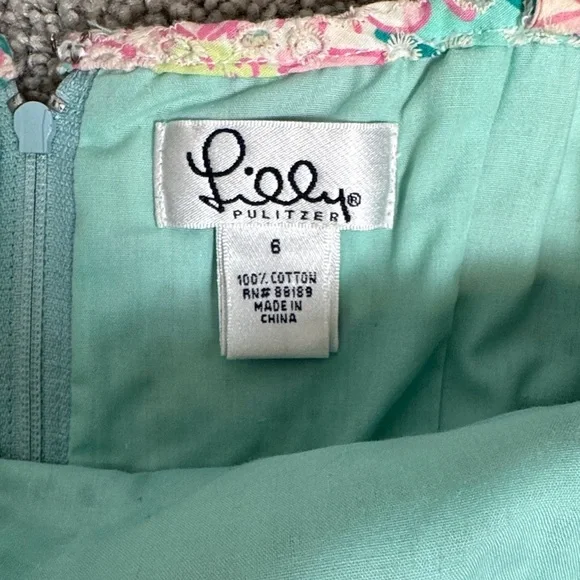 Lilly®
PULITZER
6
100% COTTON
RN# 88189
MADE IN
CHINA